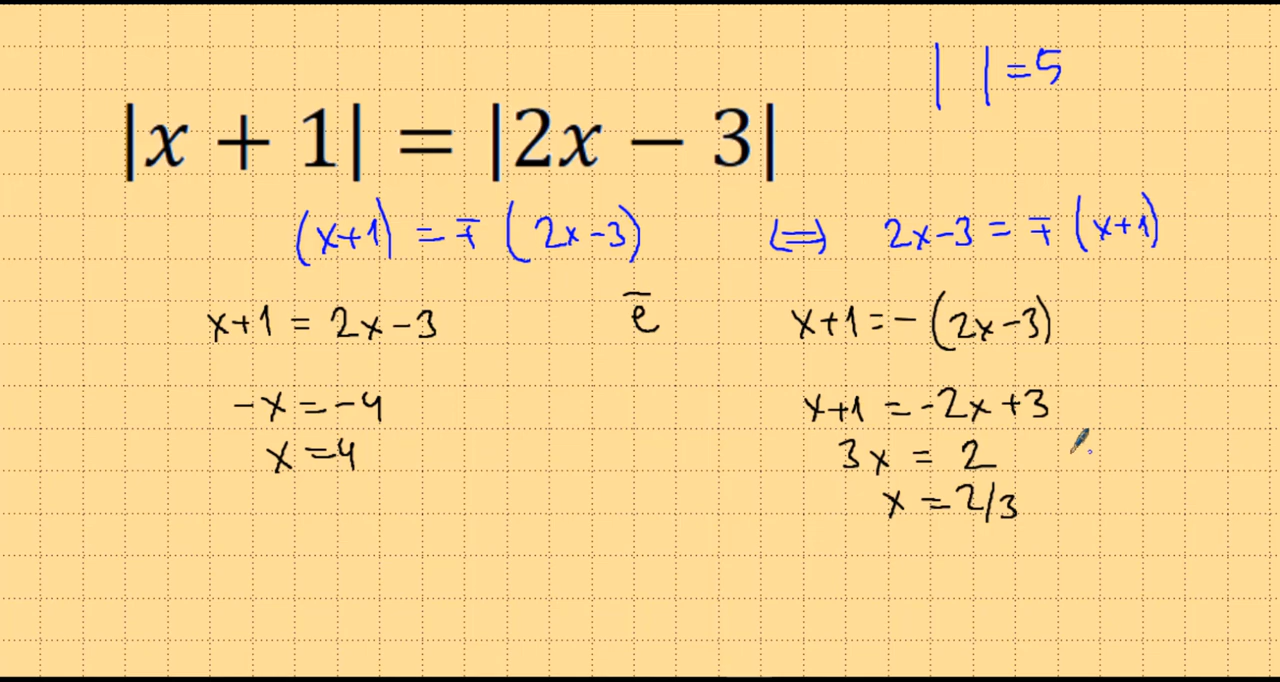 | | = 5
|x + 1| = |2x − 3|
(x+1) = ∓ (2x−3) ⟺ 2x−3 = ∓ (x+1)
x+1 = 2x−3 ē x+1 = −(2x−3)
−x = −4 x+1 = −2x+3
x = 4 3x = 2
x = 2/3